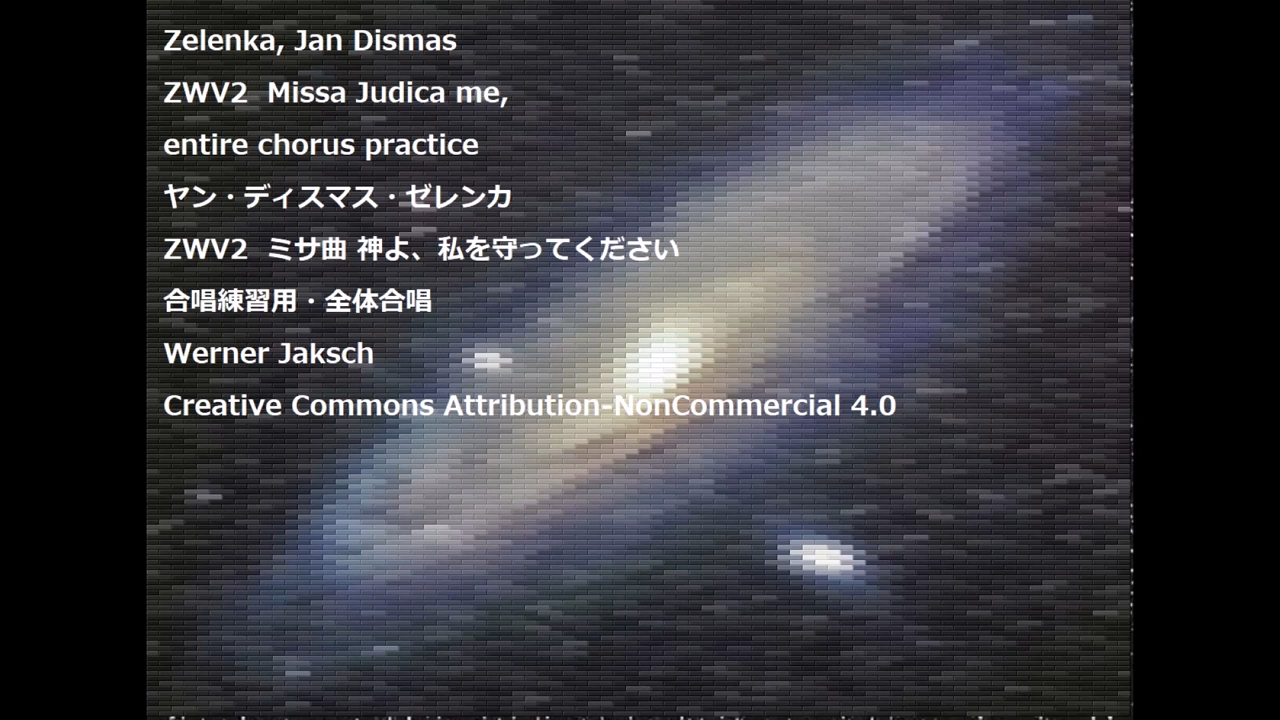 Zelenka, Jan Dismas
ZWV2  Missa Judica me,
entire chorus practice
ヤン・ディスマス・ゼレンカ
ZWV2  ミサ曲 神よ、私を守ってください
合唱練習用・全体合唱
Werner Jaksch
Creative Commons Attribution-NonCommercial 4.0